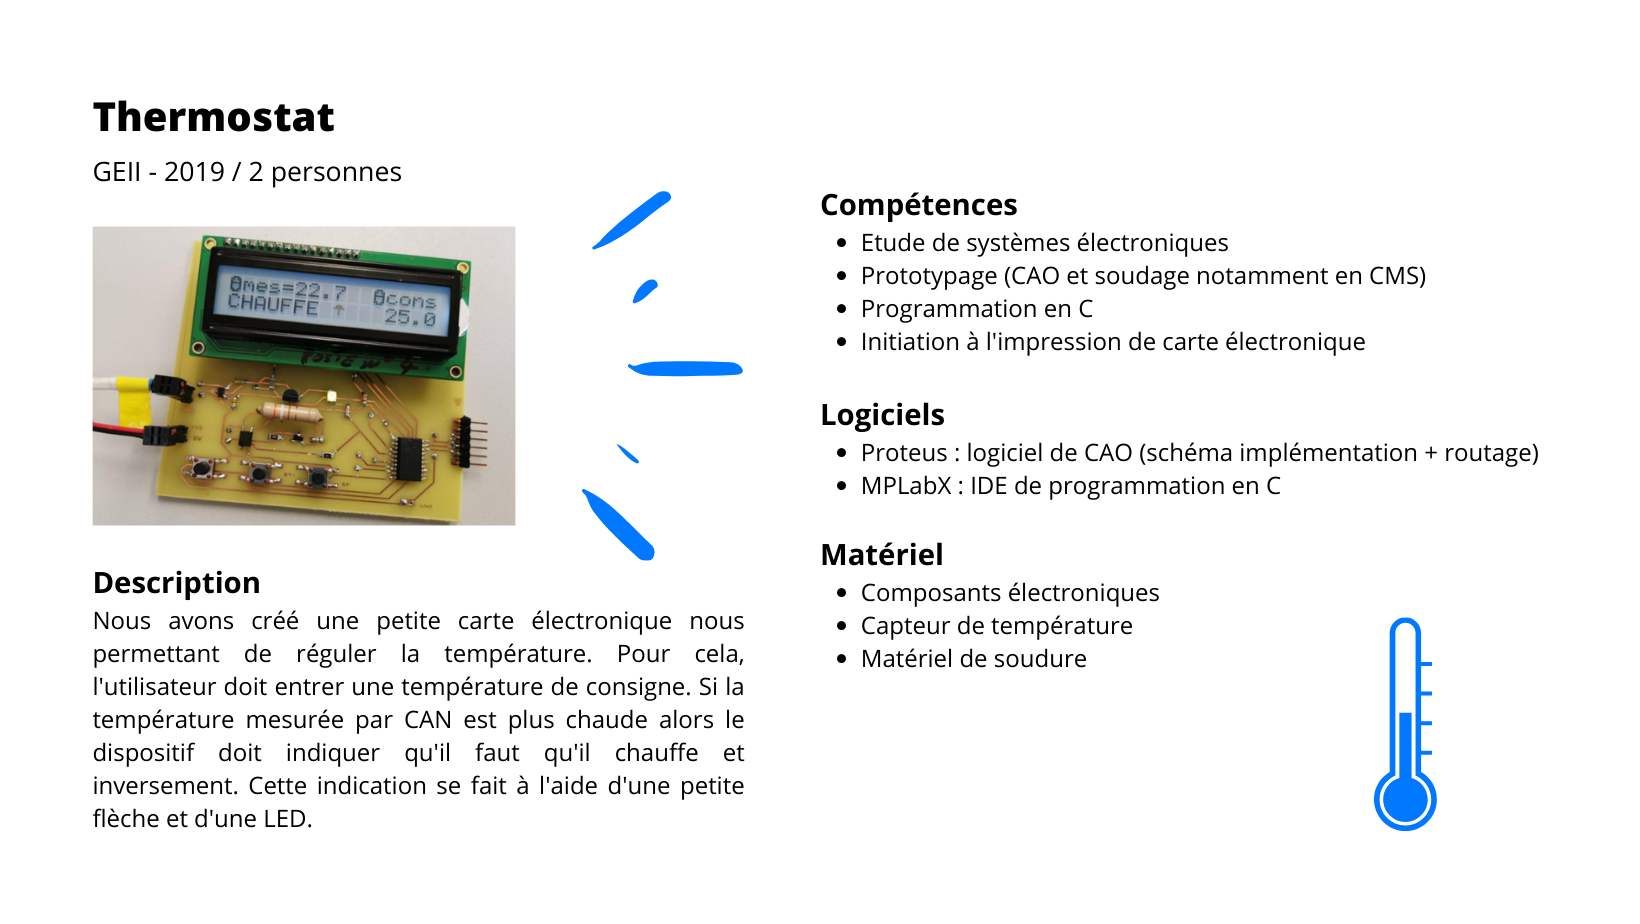 Thermostat
GEII - 2019 / 2 personnes
θmes=22.7 θcons
CHAUFFE ↑ 25.0
Description
Nous avons créé une petite carte électronique nous
permettant de réguler la température. Pour cela,
l'utilisateur doit entrer une température de consigne. Si la
température mesurée par CAN est plus chaude alors le
dispositif doit indiquer qu'il faut qu'il chauffe et
inversement. Cette indication se fait à l'aide d'une petite
flèche et d'une LED.
Compétences
Etude de systèmes électroniques
Prototypage (CAO et soudage notamment en CMS)
Programmation en C
Initiation à l'impression de carte électronique
Logiciels
Proteus : logiciel de CAO (schéma implémentation + routage)
MPLabX : IDE de programmation en C
Matériel
Composants électroniques
Capteur de température
Matériel de soudure